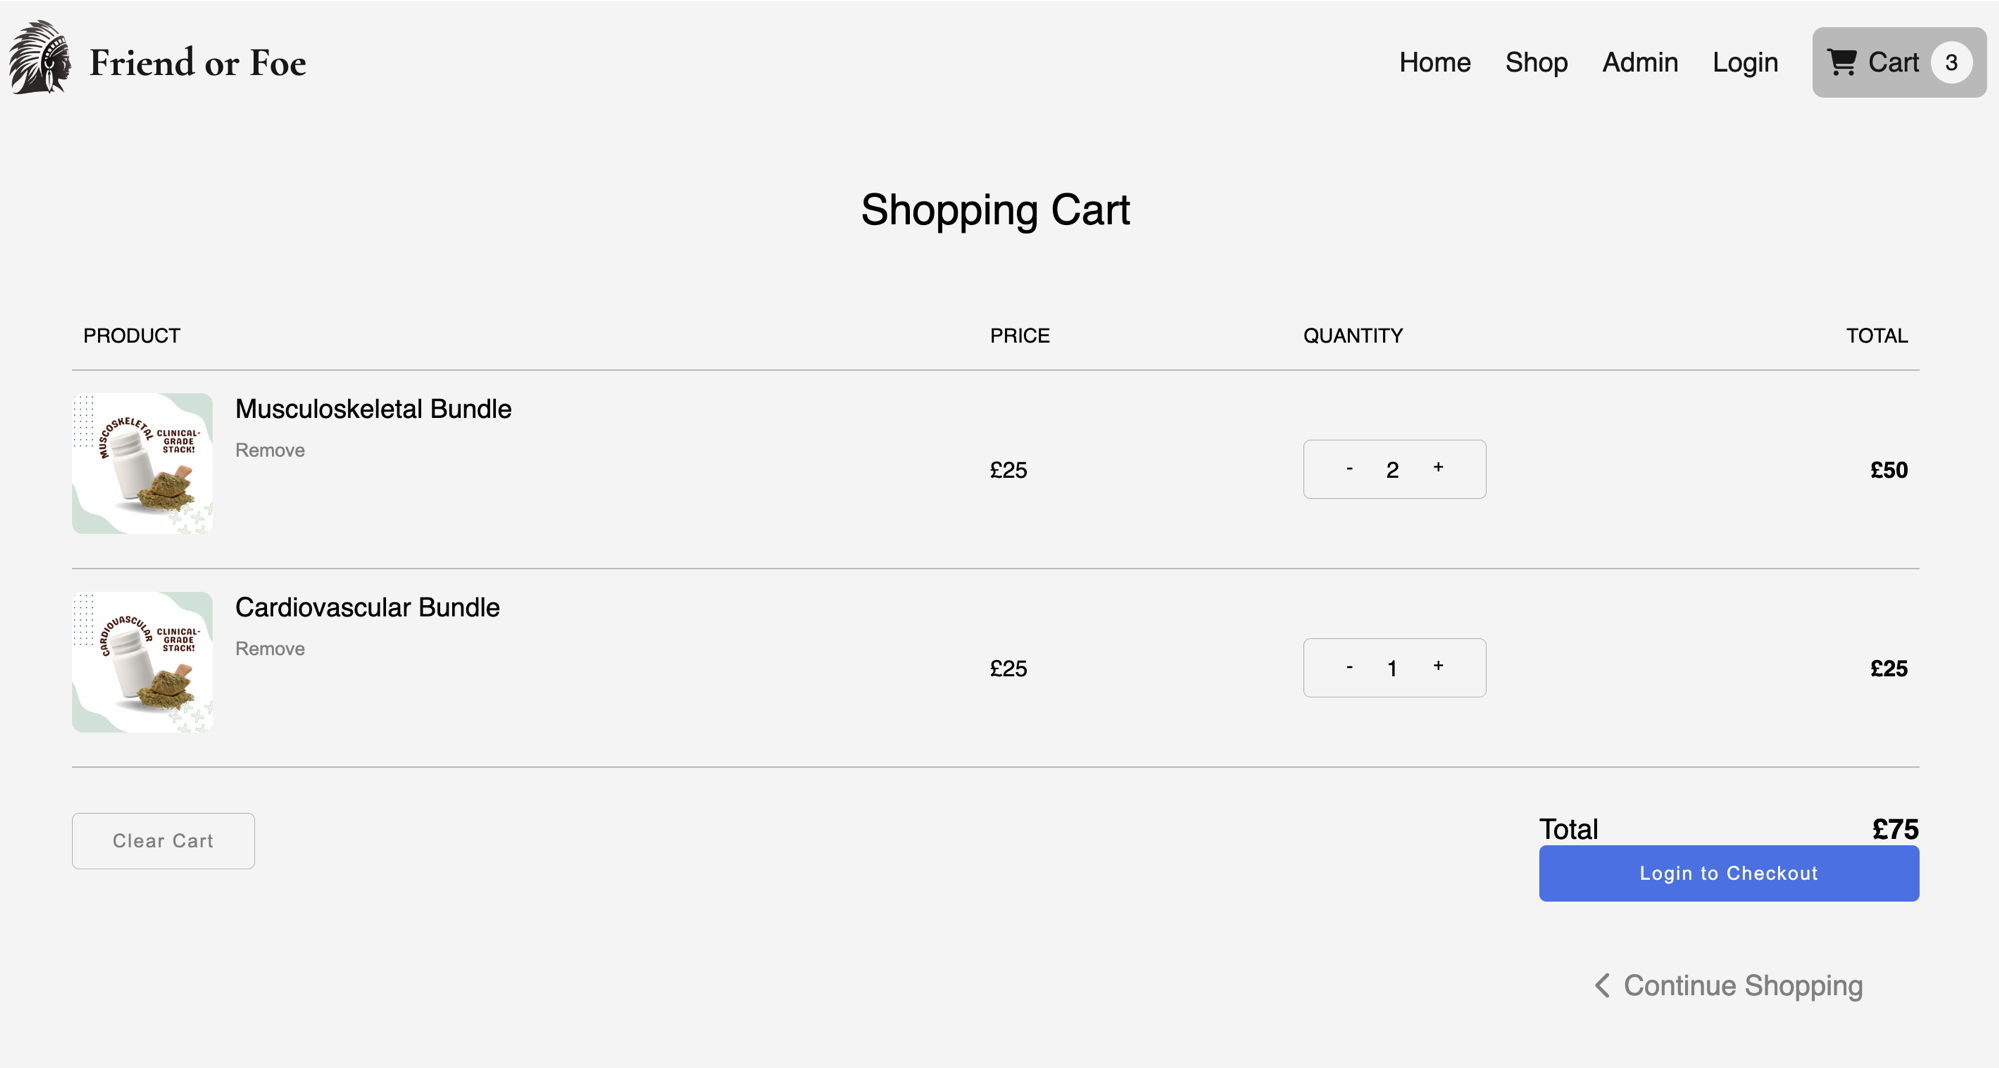 Friend or Foe
Home Shop Admin Login Cart 3
Shopping Cart
PRODUCT PRICE QUANTITY TOTAL
MUSCOSKELETAL
CLINICAL-
GRADE
STACK!
Musculoskeletal Bundle
Remove
£25 - 2 + £50
CARDIOVASCULAR
CLINICAL-
GRADE
STACK!
Cardiovascular Bundle
Remove
£25 - 1 + £25
Clear Cart
Total £75
Login to Checkout
Continue Shopping